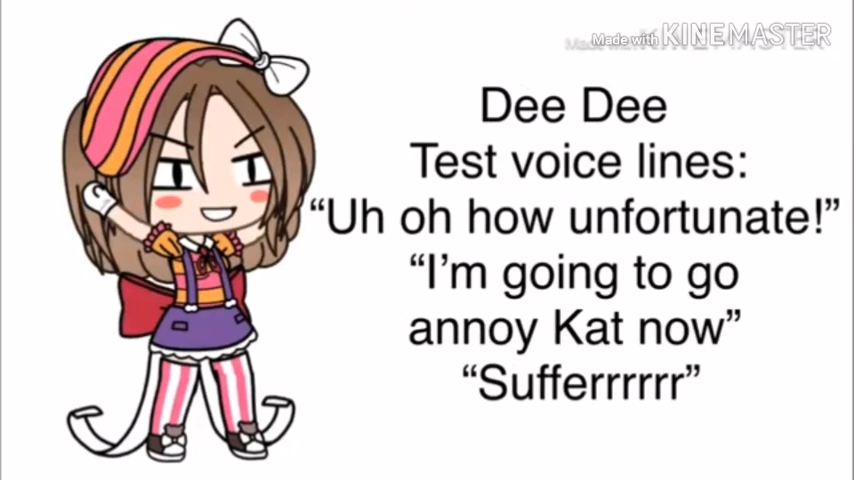 Made with KINEMASTER
Dee Dee
Test voice lines:
“Uh oh how unfortunate!”
“I’m going to go
annoy Kat now”
“Sufferrrrrr”